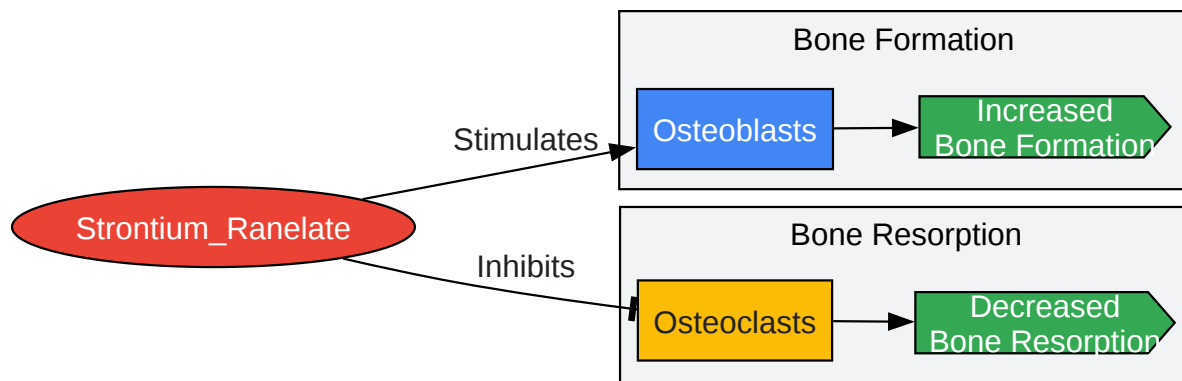 Bone Formation
Osteoblasts
Increased
Bone Formation
Stimulates
Strontium_Ranelate
Bone Resorption
Inhibits
Osteoclasts
Decreased
Bone Resorption